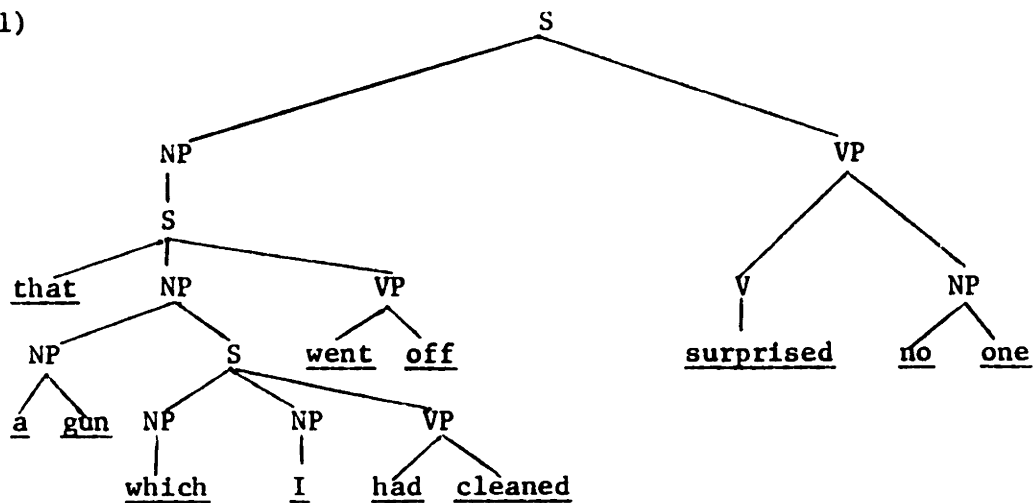 1) S
NP VP
S
that NP VP V NP
NP S went off surprised no one
a gun NP NP VP
which I had cleaned